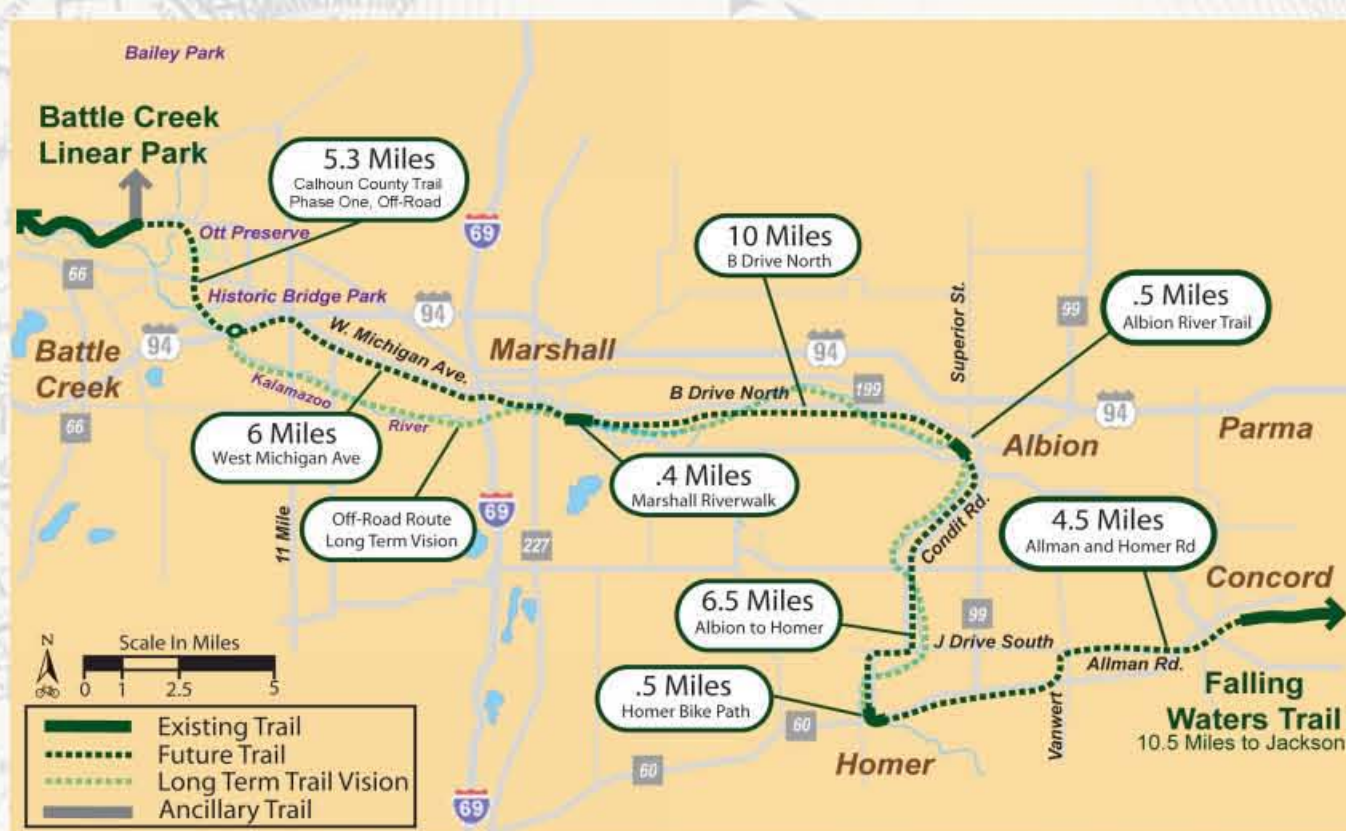 Bailey Park
Battle Creek
Linear Park
5.3 Miles
Calhoun County Trail
Phase One, Off-Road
Ott Preserve
69
10 Miles
B Drive North
66
Historic Bridge Park
.5 Miles
Albion River Trail
99
Superior St.
94
94
W. Michigan Ave.
Marshall
94
Battle
Creek
B Drive North
199
94
Kalamazoo
River
66
6 Miles
West Michigan Ave
Albion
Parma
.4 Miles
Marshall Riverwalk
Off-Road Route
Long Term Vision
11 Mile
69
227
Condit Rd.
4.5 Miles
Allman and Homer Rd
Concord
6.5 Miles
Albion to Homer
99
J Drive South
Allman Rd.
.5 Miles
Homer Bike Path
60
Homer
60
Vanwert
Falling
Waters Trail
10.5 Miles to Jackson
69
N
Scale In Miles
0 1 2.5 5
Existing Trail
Future Trail
Long Term Trail Vision
Ancillary Trail